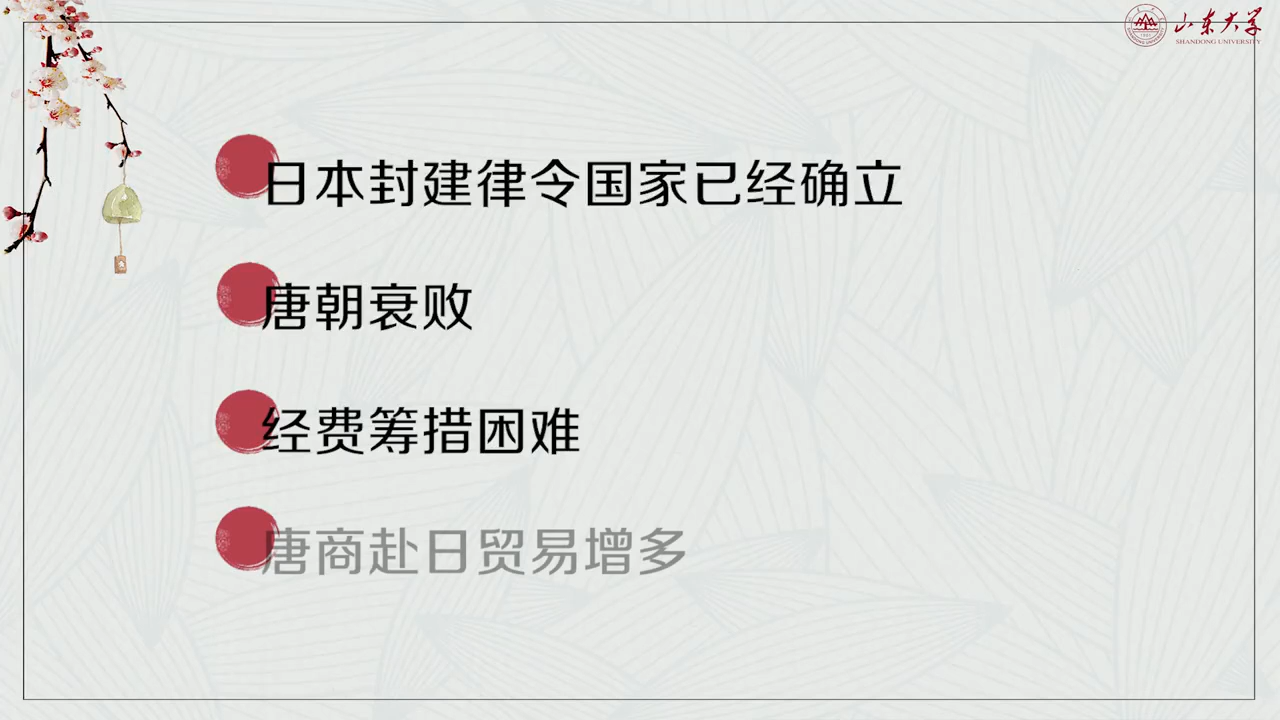 山东大学
SHANDONG UNIVERSITY
日本封建律令国家已经确立
唐朝衰败
经费筹措困难
唐商赴日贸易增多